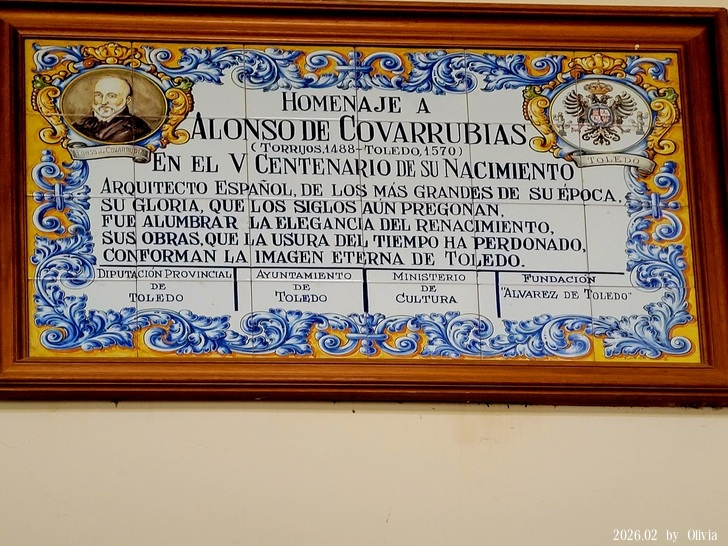 HOMENAJE A
ALONSO DE COVARRUBIAS
(TORRIJOS, 1488-TOLEDO, 1570)
EN EL V CENTENARIO DE SU NACIMIENTO
ARQUITECTO ESPAÑOL, DE LOS MÁS GRANDES DE SU ÉPOCA,
SU GLORIA, QUE LOS SIGLOS AÚN PREGONAN,
FUE ALUMBRAR LA ELEGANCIA DEL RENACIMIENTO,
SUS OBRAS, QUE LA USURA DEL TIEMPO HA PERDONADO,
CONFORMAN LA IMAGEN ETERNA DE TOLEDO.
ALONSO DE COVARRUBIAS
TOLEDO
DIPUTACIÓN PROVINCIAL
DE
TOLEDO
AYUNTAMIENTO
DE
TOLEDO
MINISTERIO
DE
CULTURA
FUNDACIÓN
"ALVAREZ DE TOLEDO"
2026.02 by Olivia